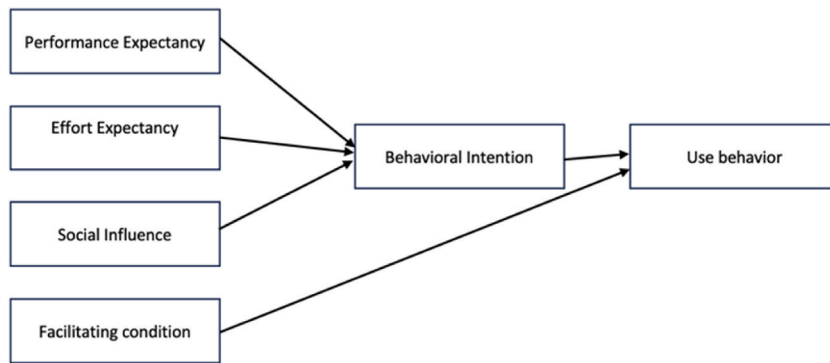 Performance Expectancy
Effort Expectancy
Behavioral Intention
Use behavior
Social Influence
Facilitating condition